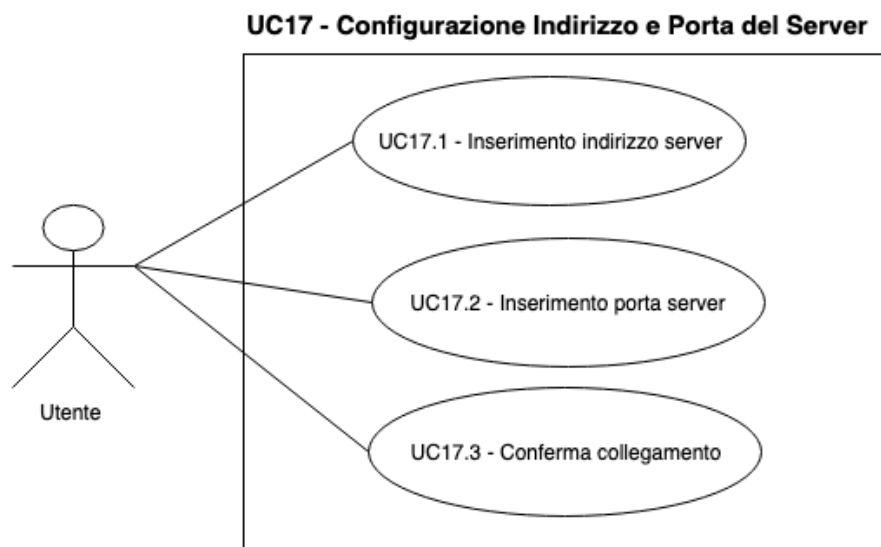 UC17 - Configurazione Indirizzo e Porta del Server
UC17.1 - Inserimento indirizzo server
UC17.2 - Inserimento porta server
Utente
UC17.3 - Conferma collegamento